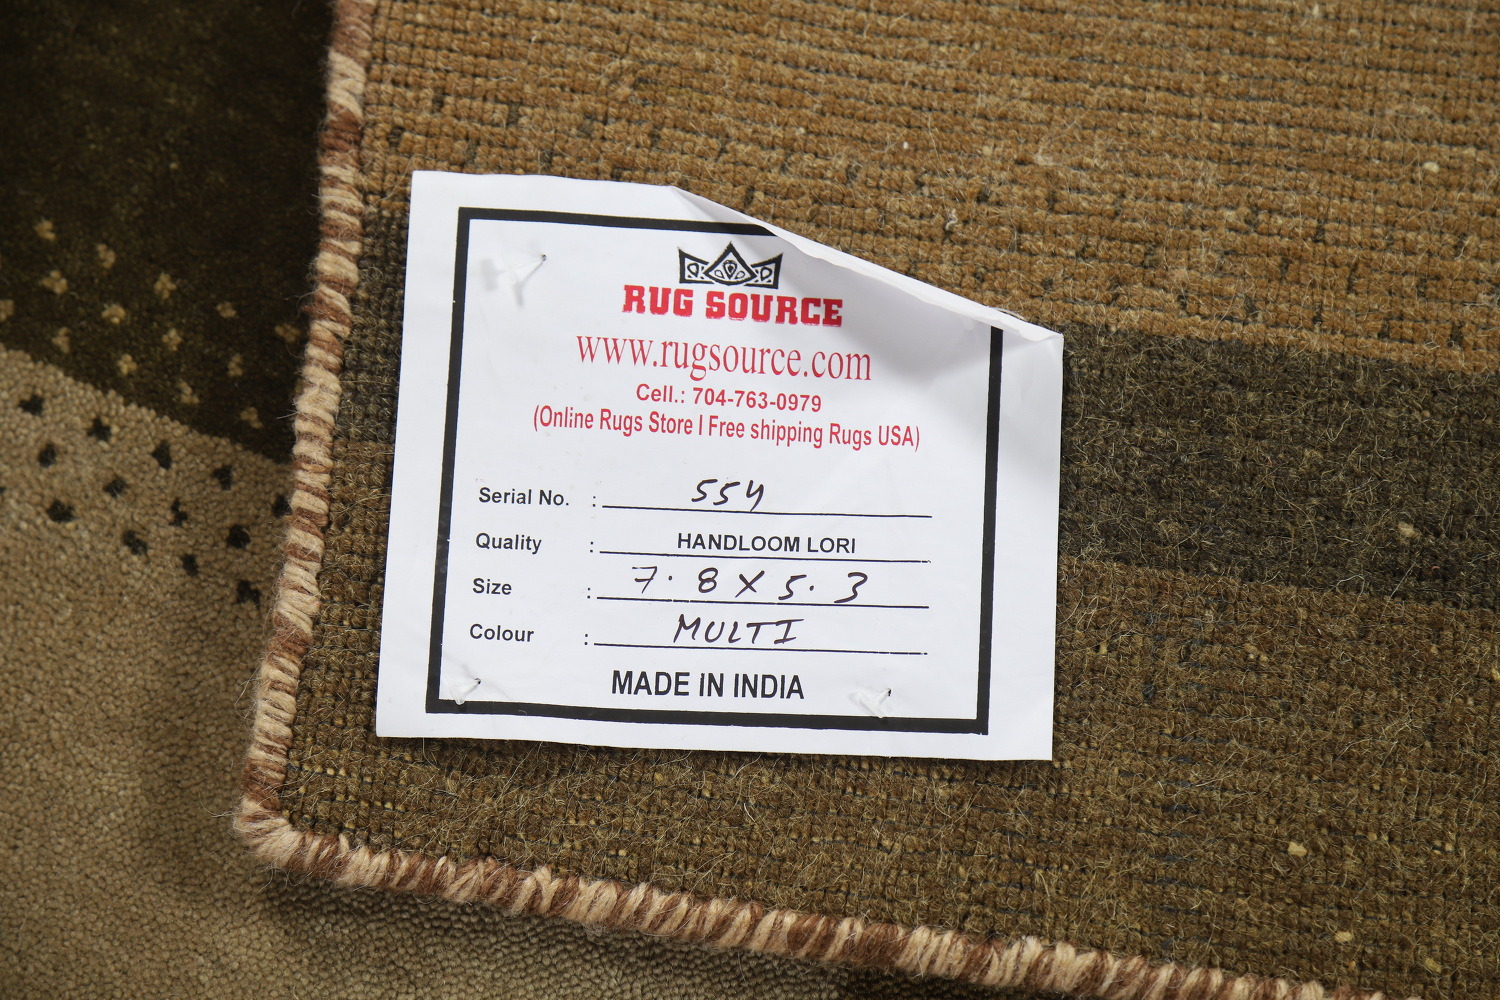 RUG SOURCE
www.rugsource.com
Cell.: 704-763-0979
(Online Rugs Store I Free shipping Rugs USA)
Serial No. : 554
Quality : HANDLOOM LORI
Size : 7.8 X 5.3
Colour : MULTI
MADE IN INDIA